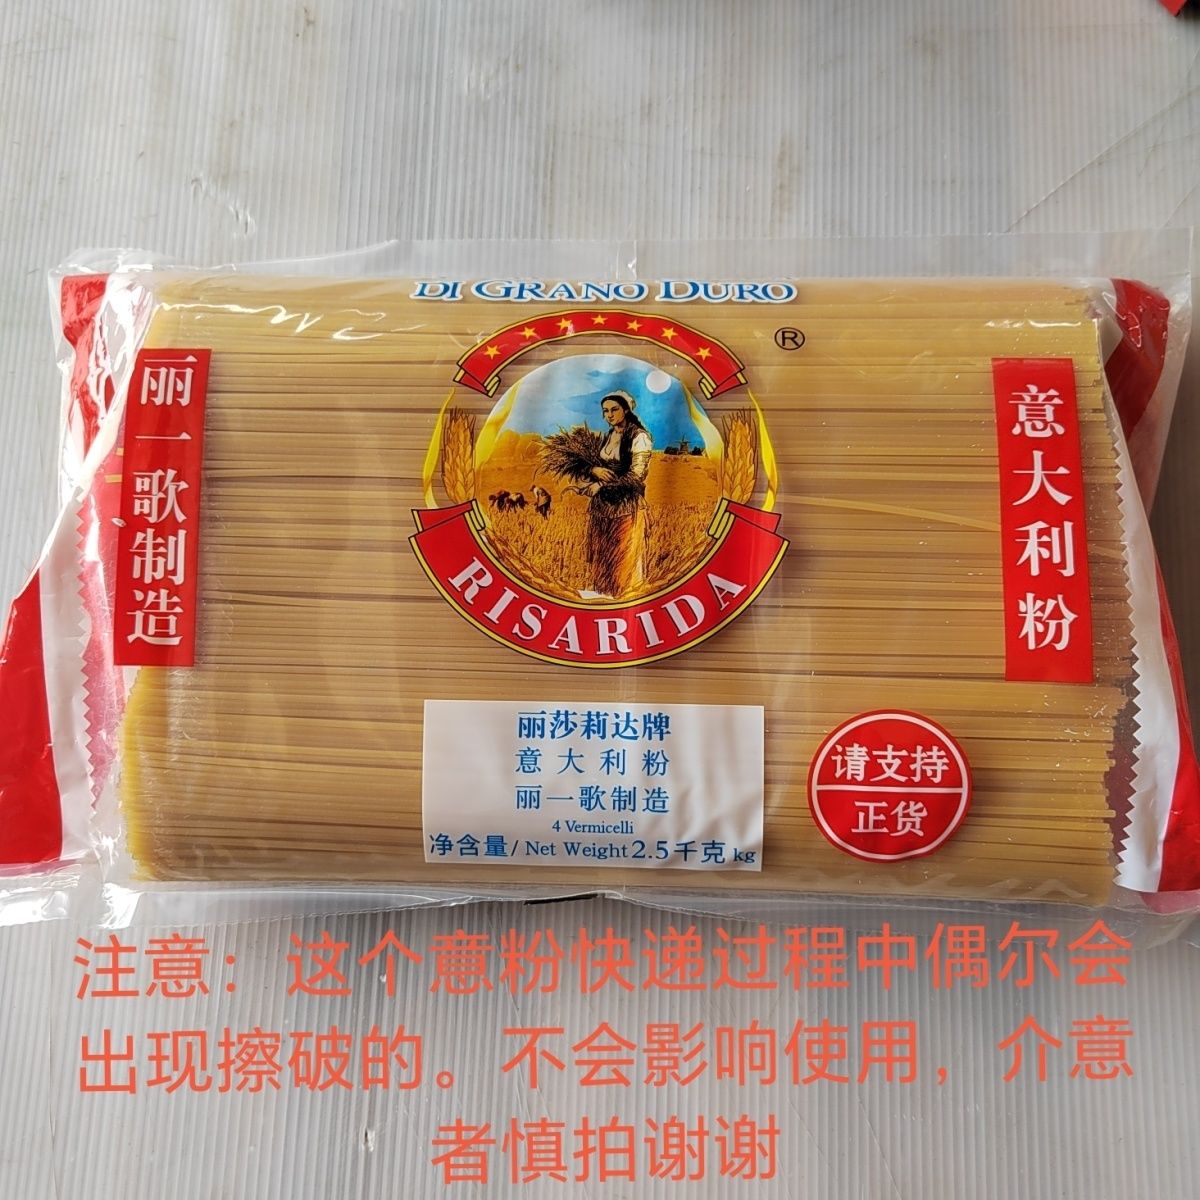 DI GRANO DURO
®
丽一歌制造
意大利粉
RISARIDA
丽莎莉达牌
意大利粉
丽一歌制造
4 Vermicelli
净含量/ Net Weight 2.5千克 kg
请支持
正货
注意：这个意粉快递过程中偶尔会
出现擦破的。不会影响使用，介意
者慎拍谢谢